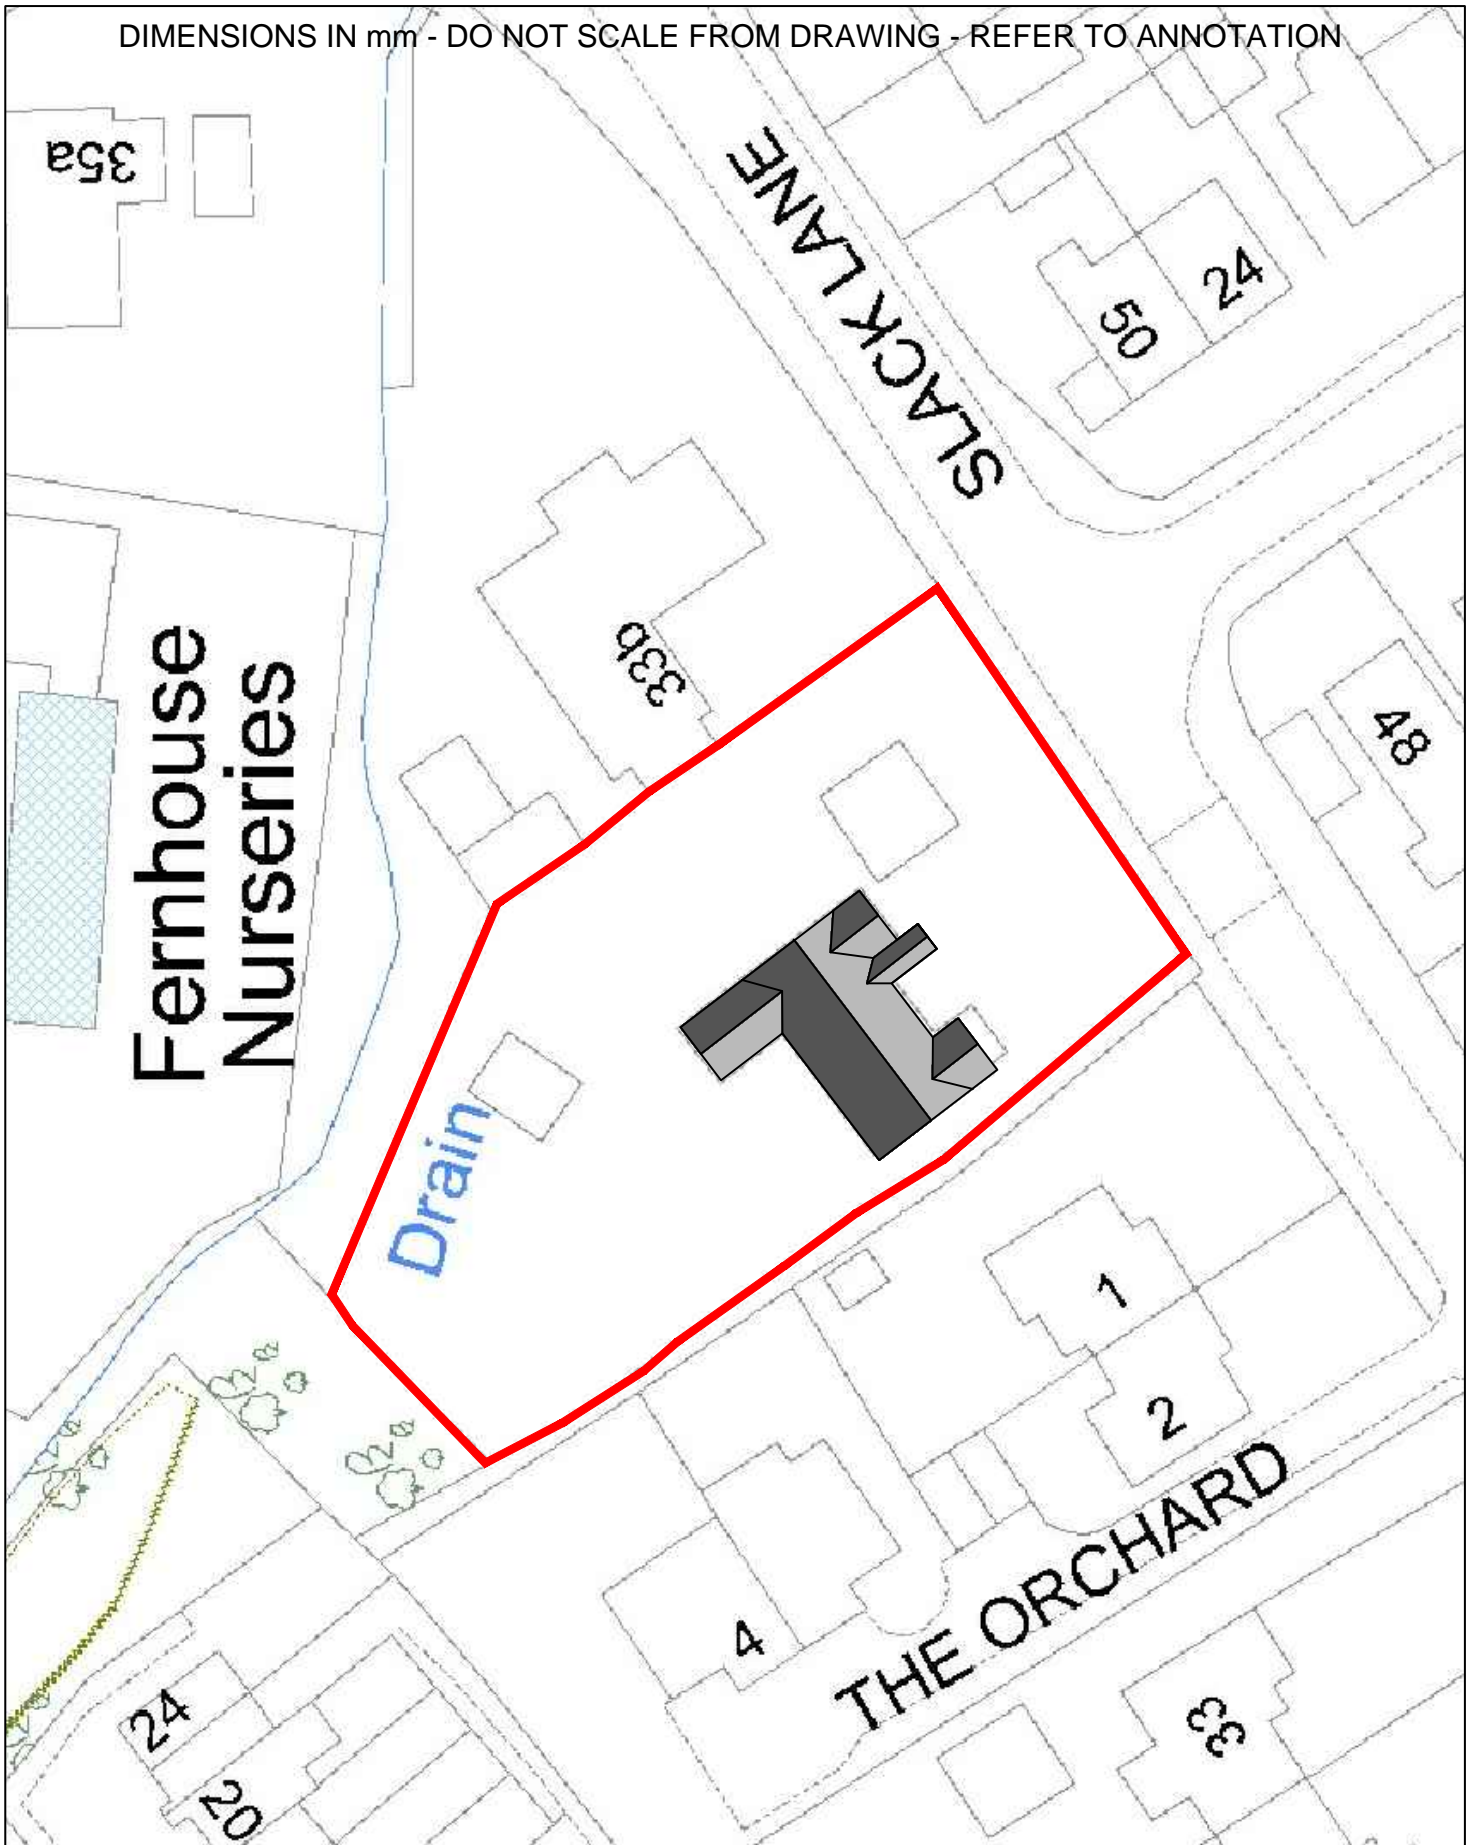 DIMENSIONS IN mm - DO NOT SCALE FROM DRAWING - REFER TO ANNOTATION
35a
SLACK LANE
24
50
33b
Fernhouse
Nurseries
48
Drain
1
2
THE ORCHARD
4
24
20
33